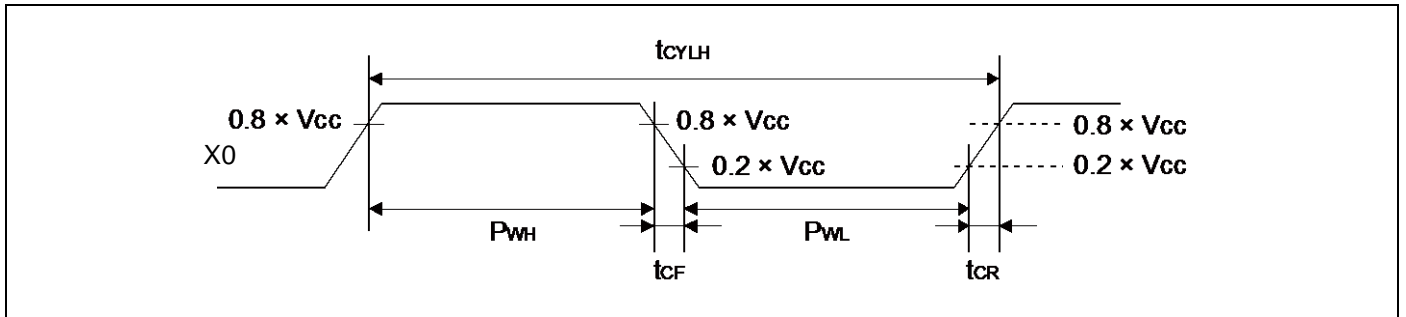 tCYLH
0.8 × Vcc
0.8 × Vcc
0.8 × Vcc
X0
0.2 × Vcc
0.2 × Vcc
PWH
PWL
tCF
tCR